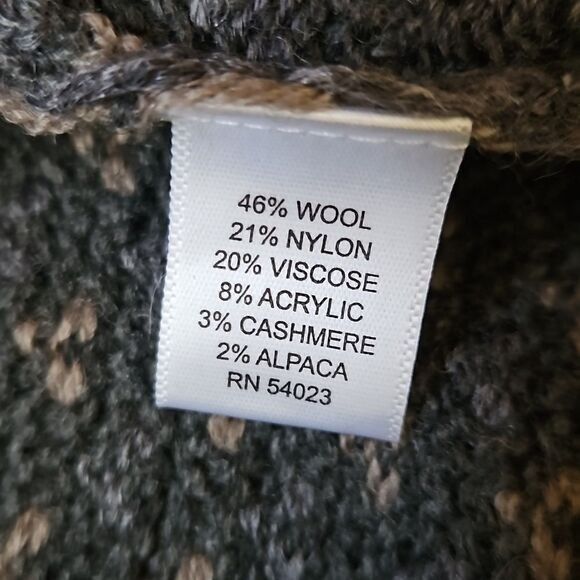 46% WOOL
21% NYLON
20% VISCOSE
8% ACRYLIC
3% CASHMERE
2% ALPACA
RN 54023